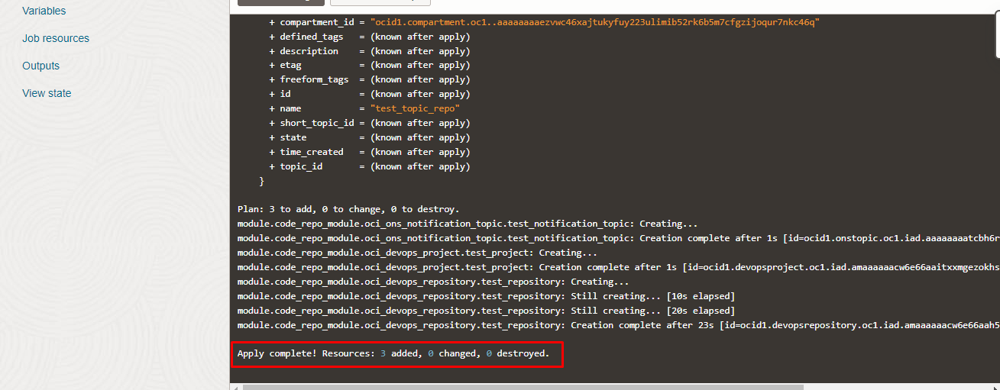 Variables
Job resources
Outputs
View state
+ compartment_id = "ocid1.compartment.oc1..aaaaaaaaezvwc46xajtukyfuy223ulimib52rk6b5m7cfgzijoqur7nkc46q"
+ defined_tags = (known after apply)
+ description = (known after apply)
+ etag = (known after apply)
+ freeform_tags = (known after apply)
+ id = (known after apply)
+ name = "test_topic_repo"
+ short_topic_id = (known after apply)
+ state = (known after apply)
+ time_created = (known after apply)
+ topic_id = (known after apply)
}
Plan: 3 to add, 0 to change, 0 to destroy.
module.code_repo_module.oci_ons_notification_topic.test_notification_topic: Creating...
module.code_repo_module.oci_ons_notification_topic.test_notification_topic: Creation complete after 1s [id=ocid1.onstopic.oc1.iad.aaaaaaaatcbh6r
module.code_repo_module.oci_devops_project.test_project: Creating...
module.code_repo_module.oci_devops_project.test_project: Creation complete after 1s [id=ocid1.devopsproject.oc1.iad.amaaaaaacw6e66aaitxxmgezokhs
module.code_repo_module.oci_devops_repository.test_repository: Creating...
module.code_repo_module.oci_devops_repository.test_repository: Still creating... [10s elapsed]
module.code_repo_module.oci_devops_repository.test_repository: Still creating... [20s elapsed]
module.code_repo_module.oci_devops_repository.test_repository: Creation complete after 23s [id=ocid1.devopsrepository.oc1.iad.amaaaaaacw6e66aah5
Apply complete! Resources: 3 added, 0 changed, 0 destroyed.